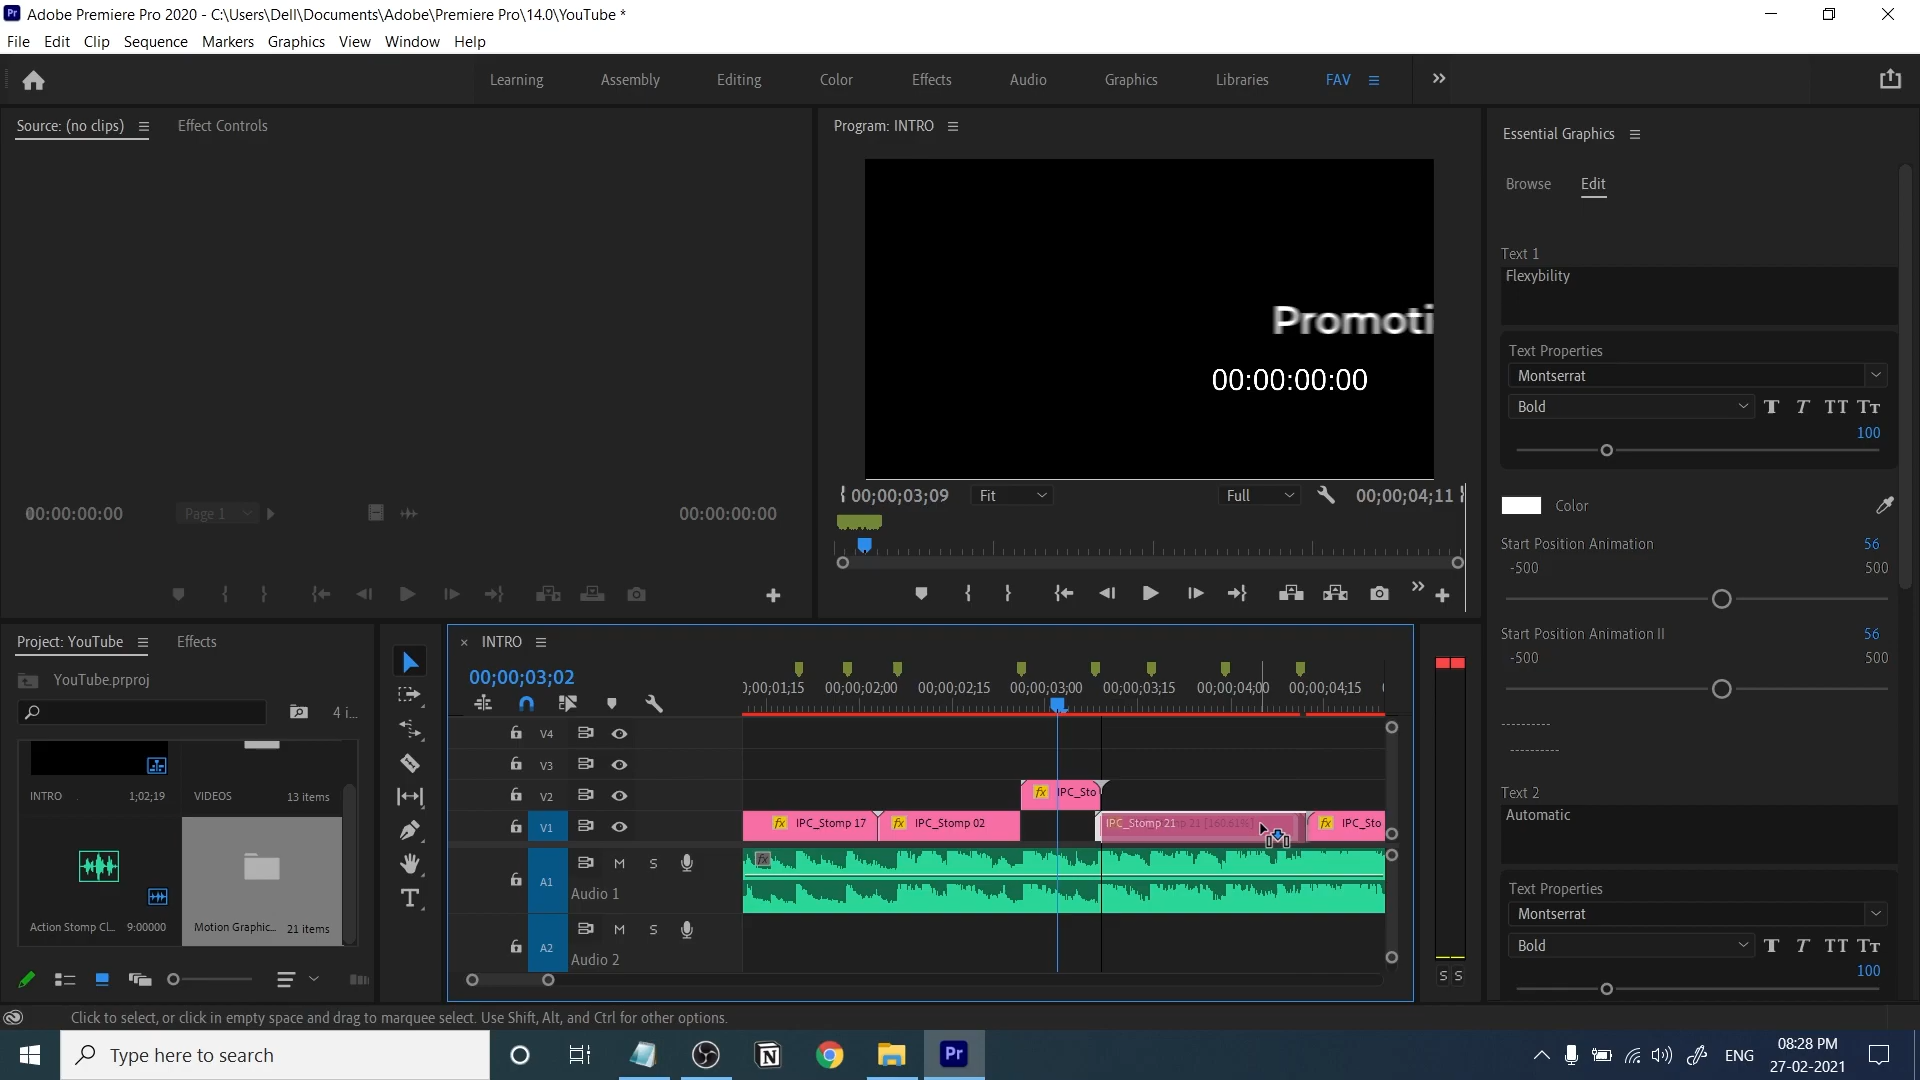 Adobe Premiere Pro 2020 - C:\Users\Dell\Documents\Adobe\Premiere Pro\14.0\YouTube *
File Edit Clip Sequence Markers Graphics View Window Help
Learning Assembly Editing Color Effects Audio Graphics Libraries FAV
Source: (no clips) Effect Controls
Program: INTRO
Essential Graphics
Browse Edit
Promoti
00:00:00:00
Text 1
Flexybility
Text Properties
Montserrat
Bold
100
Color
Start Position Animation 56
-500 500
Start Position Animation II 56
-500 500
----------
----------
Text 2
Automatic
Text Properties
Montserrat
Bold
100
00:00:00:00 Page 1 00:00:00:00
00;00;03;09 Fit Full 00;00;04;11
Project: YouTube Effects
YouTube.prproj
4 i...
INTRO 1;02;19 VIDEOS 13 items
Action Stomp Cl... 9:00000 Motion Graphic... 21 items
× INTRO
00;00;03;02
);00;01;15 00;00;02;00 00;00;02;15 00;00;03;00 00;00;03;15 00;00;04;00 00;00;04;15
V4
V3
V2 fx IPC_Sto
V1 fx IPC_Stomp 17 fx IPC_Stomp 02 IPC_Stomp 21 mp 21 [160.61%] fx IPC_Sto
A1 M S
Audio 1
fx
A2 M S
Audio 2
S S
Click to select, or click in empty space and drag to marquee select. Use Shift, Alt, and Ctrl for other options.
Type here to search
Pr
ENG
08:28 PM
27-02-2021